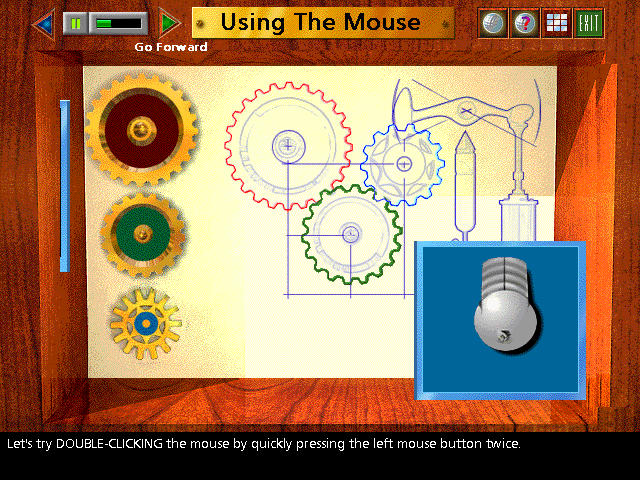 Using The Mouse
EXIT
Go Forward
Let's try DOUBLE-CLICKING the mouse by quickly pressing the left mouse button twice.